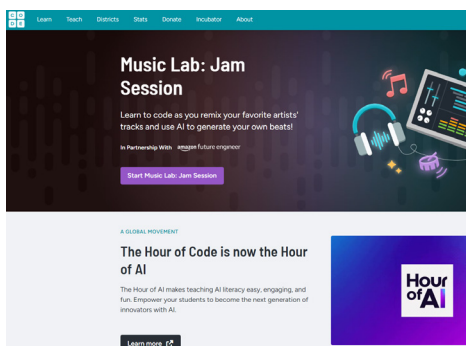 CO
DE
Learn Teach Districts Stats Donate Incubator About
Music Lab: Jam
Session
Learn to code as you remix your favorite artists'
tracks and use AI to generate your own beats!
In Partnership With amazon future engineer
Start Music Lab: Jam Session
A GLOBAL MOVEMENT
The Hour of Code is now the Hour
of AI
The Hour of AI makes teaching AI literacy easy, engaging, and
fun. Empower your students to become the next generation of
innovators with AI.
Learn more
Hour
of AI